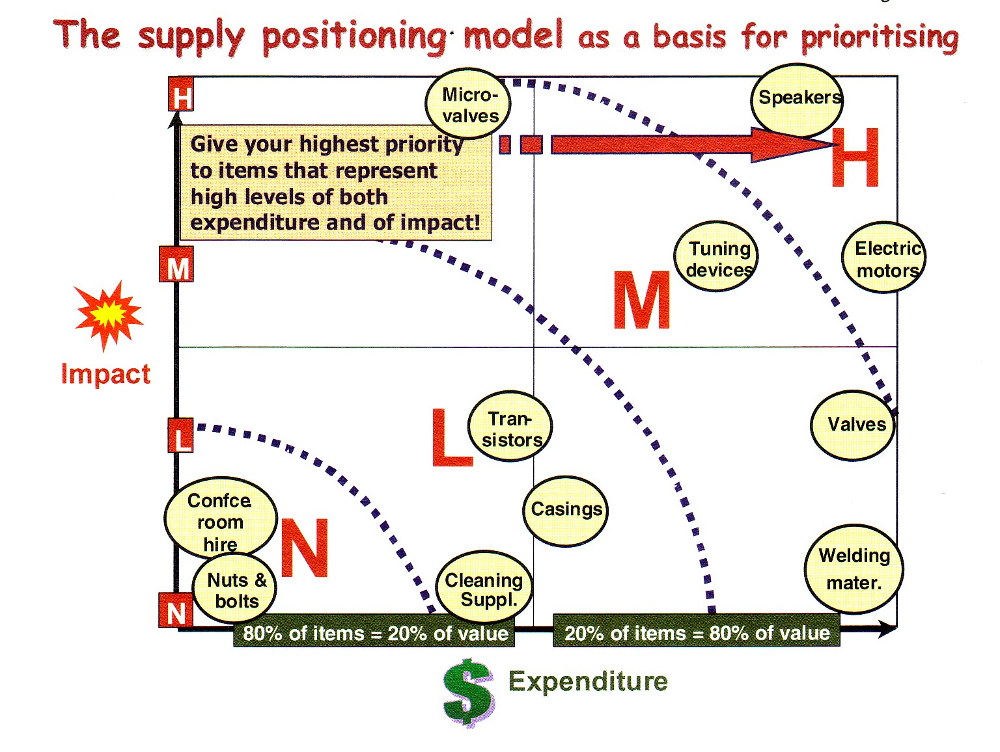 The supply positioning model as a basis for prioritising
H
Micro-
valves
Speakers
Give your highest priority
to items that represent
high levels of both
expenditure and of impact!
H
M
Tuning
devices
Electric
motors
M
Impact
L
Tran-
sistors
L
Valves
Confce
room
hire
N
Casings
Nuts &
bolts
Cleaning
Suppl.
Welding
mater.
N
80% of items = 20% of value
20% of items = 80% of value
$ Expenditure